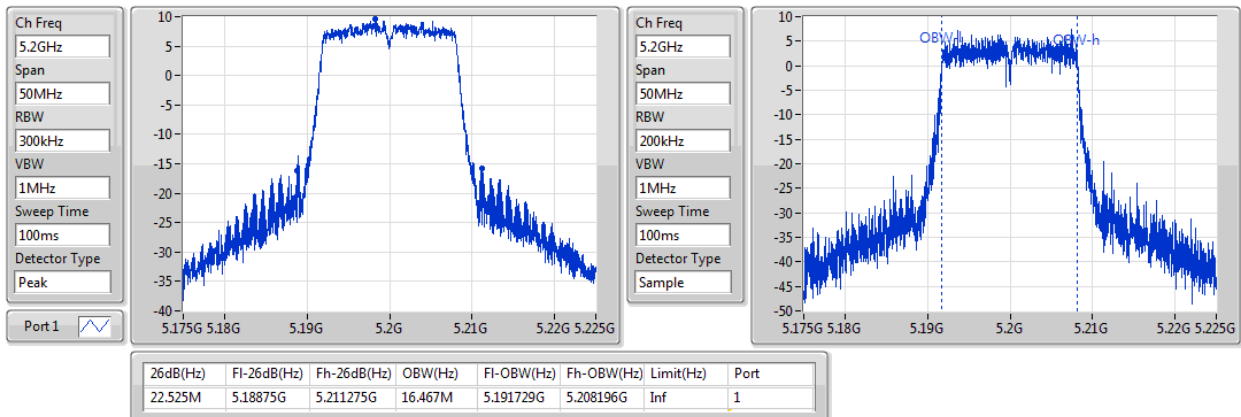 Ch Freq
5.2GHz
Span
50MHz
RBW
300kHz
VBW
1MHz
Sweep Time
100ms
Detector Type
Peak
Port 1
10
5
0
-5
-10
-15
-20
-25
-30
-35
-40
5.175G 5.18G 5.19G 5.2G 5.21G 5.22G 5.225G
Ch Freq
5.2GHz
Span
50MHz
RBW
200kHz
VBW
1MHz
Sweep Time
100ms
Detector Type
Sample
10
5
0
-5
-10
-15
-20
-25
-30
-35
-40
-45
-50
OBW-l OBW-h
5.175G 5.18G 5.19G 5.2G 5.21G 5.22G 5.225G
26dB(Hz) Fl-26dB(Hz) Fh-26dB(Hz) OBW(Hz) Fl-OBW(Hz) Fh-OBW(Hz) Limit(Hz) Port
22.525M 5.18875G 5.211275G 16.467M 5.191729G 5.208196G Inf 1